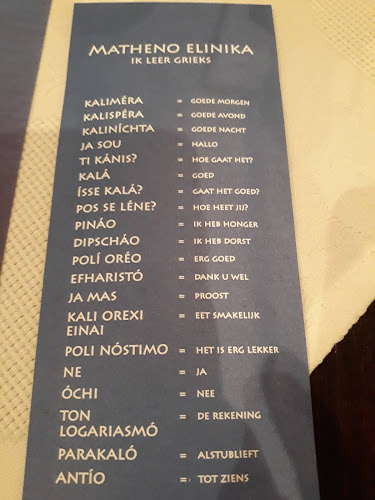 MATHENO ELINIKA
IK LEER GRIEKS
KALIMÊRA = GOEDE MORGEN
KALISPÊRA = GOEDE AVOND
KALINÍCHTA = GOEDE NACHT
JA SOU = HALLO
TI KÁNIS? = HOE GAAT HET?
KALÁ = GOED
ÍSSE KALÁ? = GAAT HET GOED?
POS SE LÊNE? = HOE HEET JIJ?
PINÁO = IK HEB HONGER
DIPSCHÁO = IK HEB DORST
POLÍ ORÉO = ERG GOED
EFHARISTÓ = DANK U WEL
JA MAS = PROOST
KALI OREXI = EET SMAKELIJK
EINAI
POLI NÓSTIMO = HET IS ERG LEKKER
NE = JA
ÓCHI = NEE
TON = DE REKENING
LOGARIASMÓ
PARAKALÓ = ALSTUBLIEFT
ANTÍO = TOT ZIENS